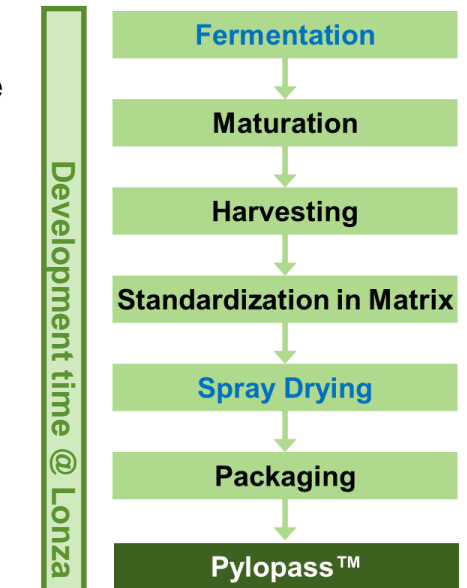 Fermentation
Maturation
Harvesting
Standardization in Matrix
Spray Drying
Packaging
Pylopass™
Development time @ Lonza